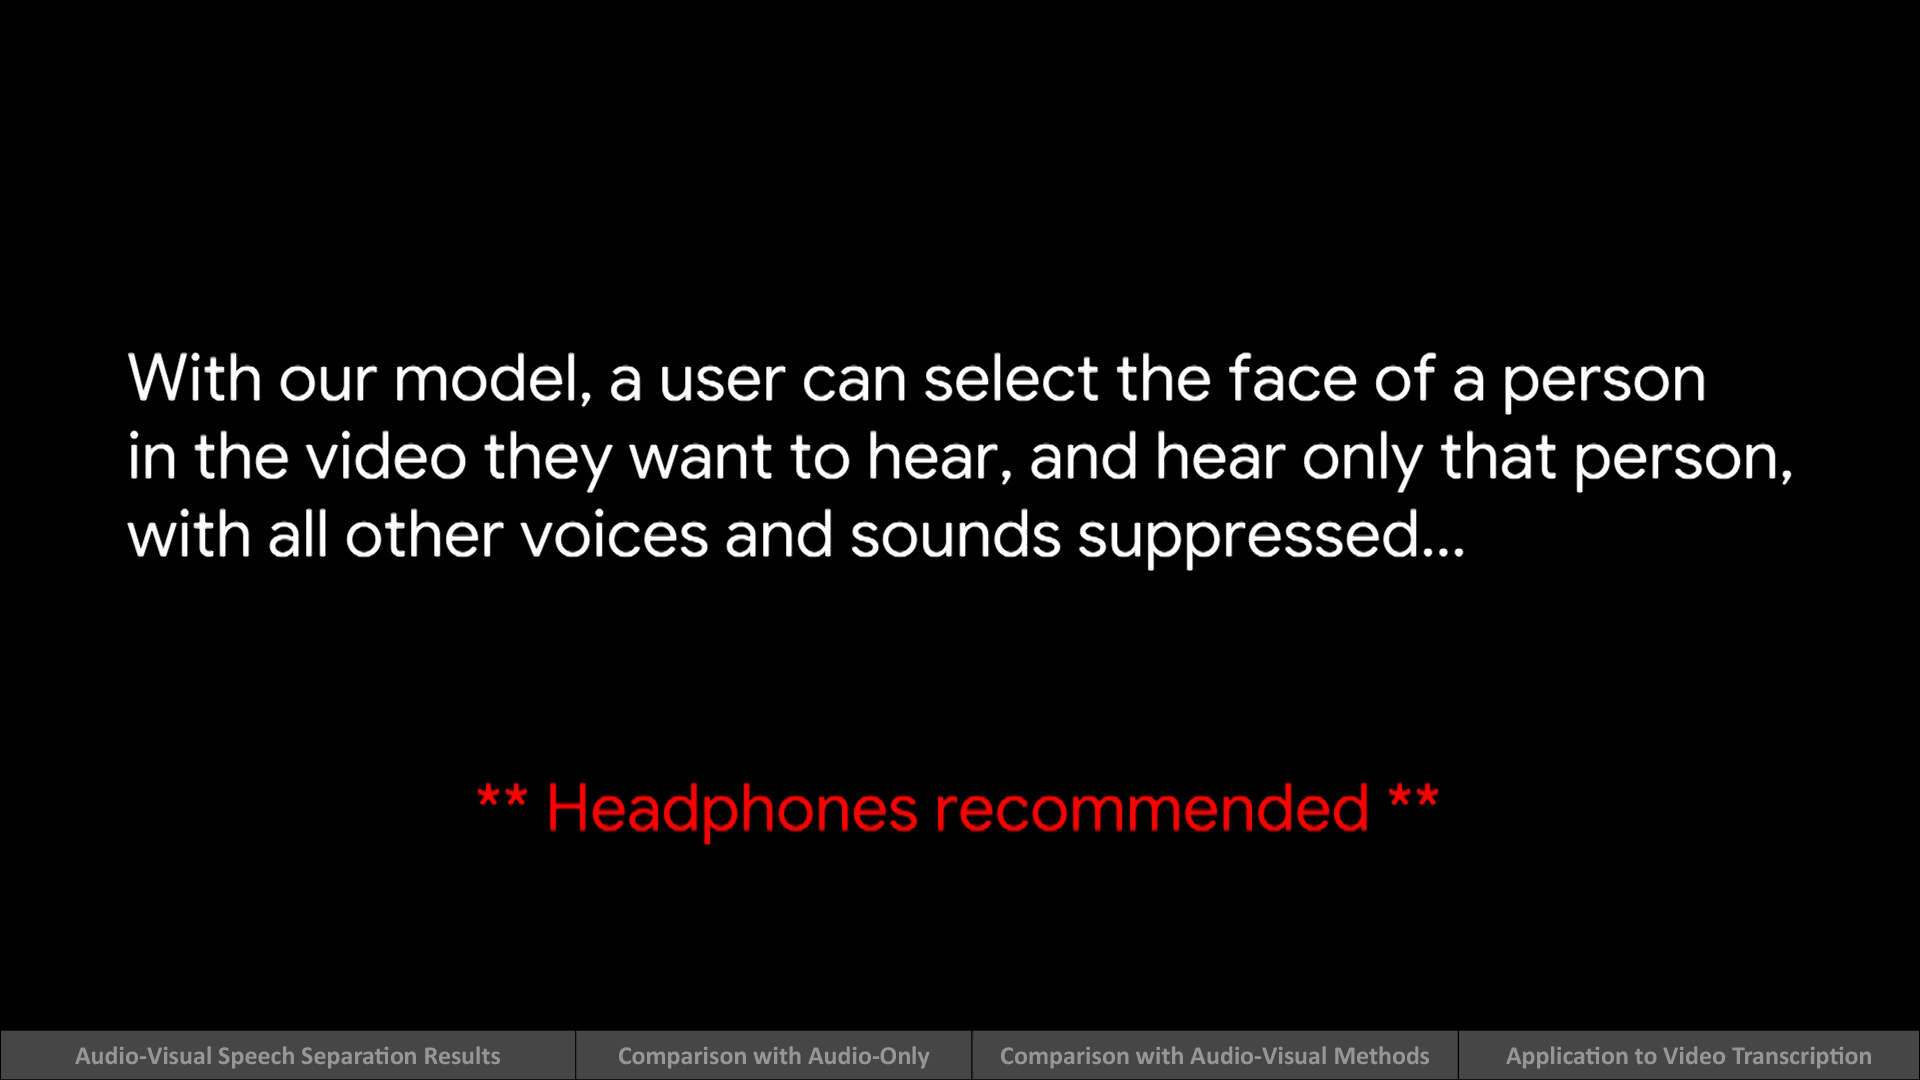 With our model, a user can select the face of a person
in the video they want to hear, and hear only that person,
with all other voices and sounds suppressed...
** Headphones recommended **
Audio-Visual Speech Separation Results
Comparison with Audio-Only
Comparison with Audio-Visual Methods
Application to Video Transcription